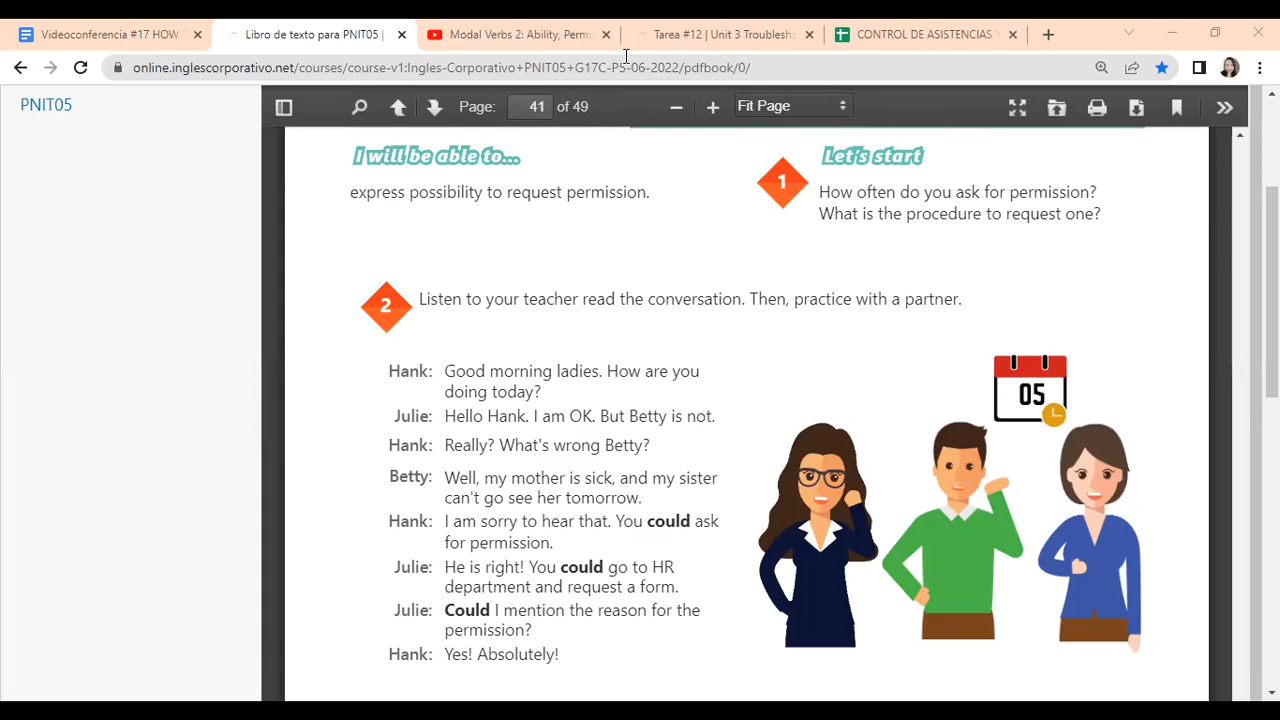 Videoconferencia #17 HOW
Libro de texto para PNIT05 |
Modal Verbs 2: Ability, Permi
Tarea #12 | Unit 3 Troublesh
CONTROL DE ASISTENCIAS
online.inglescorporativo.net/courses/course-v1:Ingles-Corporativo+PNIT05+G17C-P5-06-2022/pdfbook/0/
PNIT05
Page: 41 of 49
Fit Page
I will be able to...
express possibility to request permission.
Let's start
1
How often do you ask for permission?
What is the procedure to request one?
2
Listen to your teacher read the conversation. Then, practice with a partner.
Hank: Good morning ladies. How are you
doing today?
Julie: Hello Hank. I am OK. But Betty is not.
Hank: Really? What's wrong Betty?
Betty: Well, my mother is sick, and my sister
can't go see her tomorrow.
Hank: I am sorry to hear that. You could ask
for permission.
Julie: He is right! You could go to HR
department and request a form.
Julie: Could I mention the reason for the
permission?
Hank: Yes! Absolutely!
05